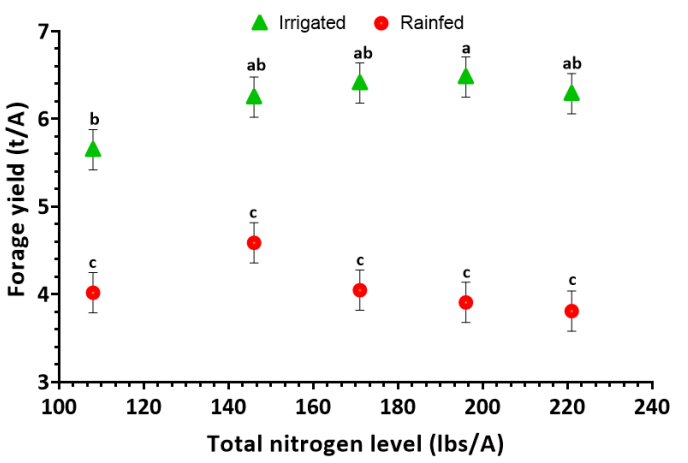 Irrigated Rainfed
Forage yield (t/A)
7
6
5
4
3
b
ab
ab
a
ab
c
c
c
c
c
100 120 140 160 180 200 220 240
Total nitrogen level (lbs/A)